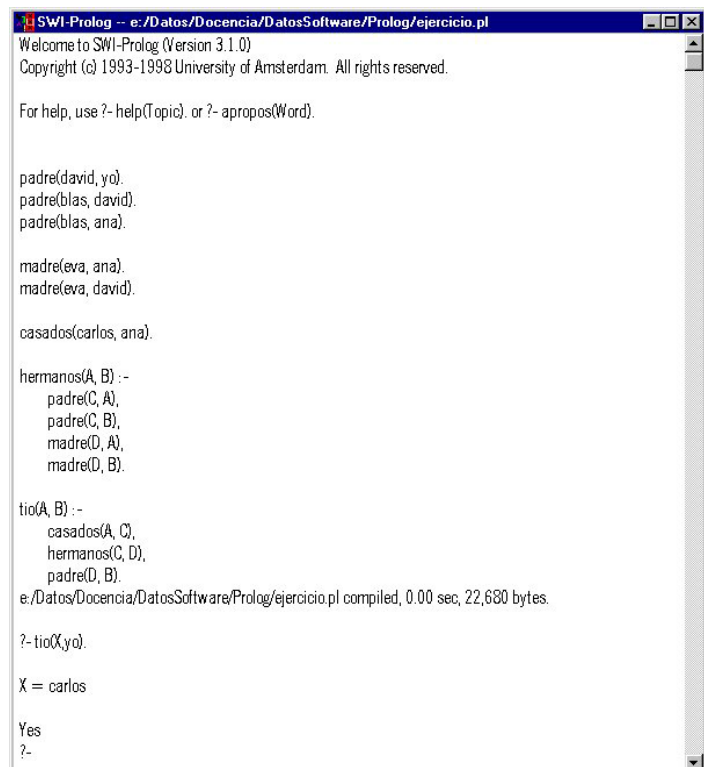 SWI-Prolog -- e:/Datos/Docencia/DatosSoftware/Prolog/ejercicio.pl
Welcome to SWI-Prolog (Version 3.1.0)
Copyright (c) 1993-1998 University of Amsterdam. All rights reserved.
For help, use ?- help(Topic). or ?- apropos(Word).
padre(david, yo).
padre(blas, david).
padre(blas, ana).
madre(eva, ana).
madre(eva, david).
casados(carlos, ana).
hermanos(A, B) :-
padre(C, A),
padre(C, B),
madre(D, A),
madre(D, B).
tio(A, B) :-
casados(A, C),
hermanos(C, D),
padre(D, B).
e:/Datos/Docencia/DatosSoftware/Prolog/ejercicio.pl compiled, 0.00 sec, 22,680 bytes.
?- tio(X,yo).
X = carlos
Yes
?-